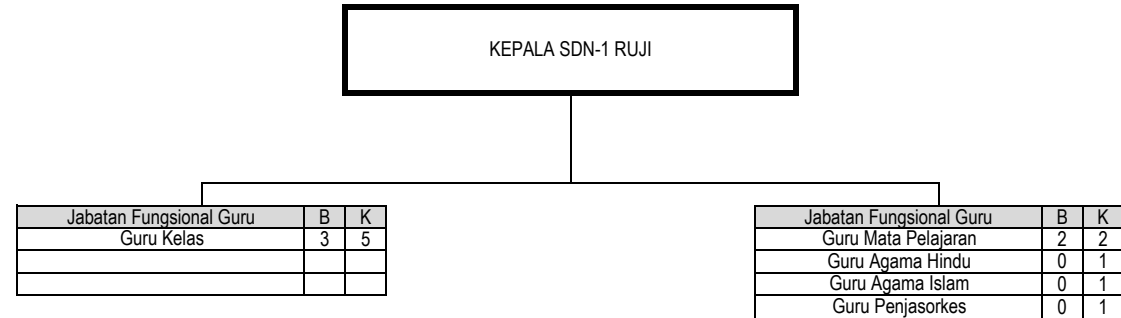 KEPALA SDN-1 RUJI
Jabatan Fungsional Guru B K
Guru Kelas 3 5
Jabatan Fungsional Guru B K
Guru Mata Pelajaran 2 2
Guru Agama Hindu 0 1
Guru Agama Islam 0 1
Guru Penjasorkes 0 1